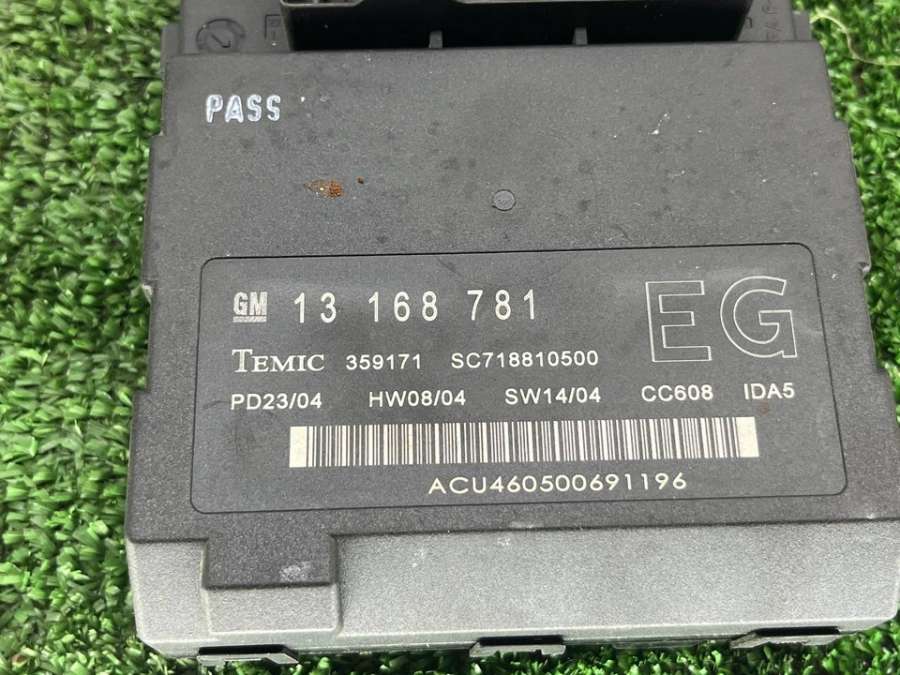 PASS
GM 13 168 781 EG
TEMIC 359171 SC718810500
PD23/04 HW08/04 SW14/04 CC608 IDA5
ACU460500691196